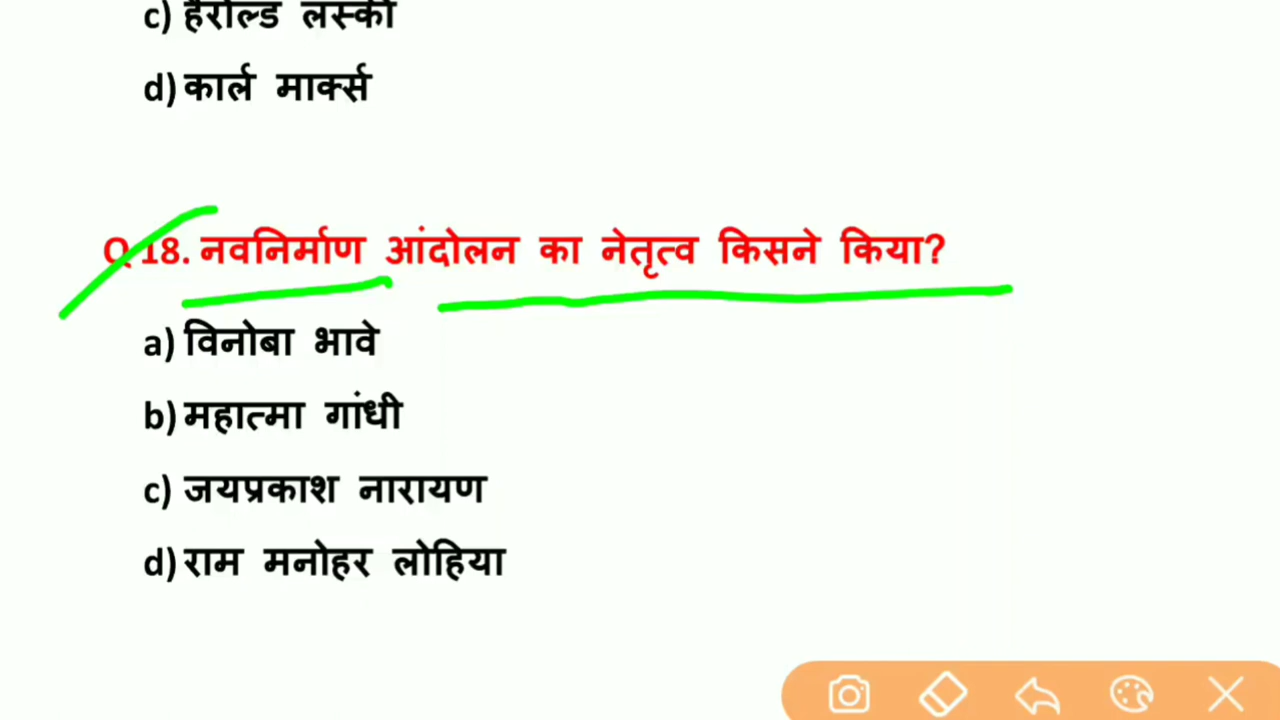 c) हैरोल्ड लस्की
d) कार्ल मार्क्स
Q 18. नवनिर्माण आंदोलन का नेतृत्व किसने किया?
a) विनोबा भावे
b) महात्मा गांधी
c) जयप्रकाश नारायण
d) राम मनोहर लोहिया